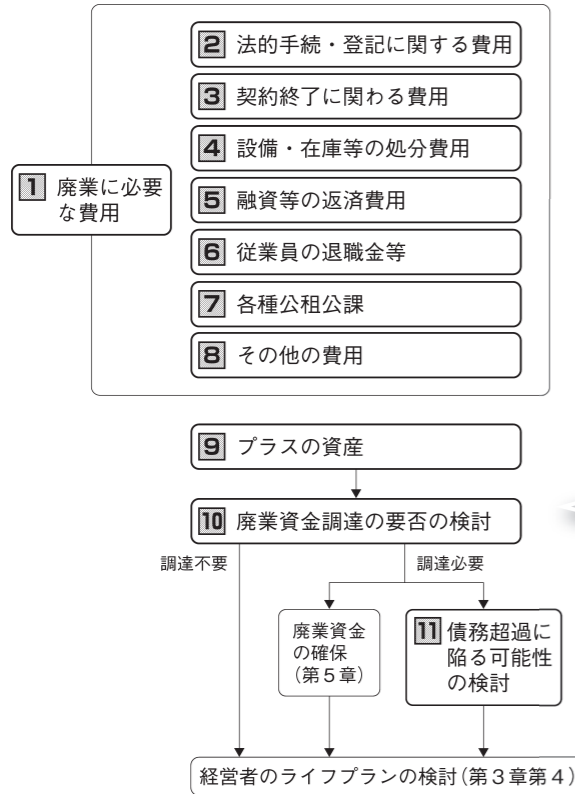 2 法的手続・登記に関する費用
3 契約終了に関わる費用
4 設備・在庫等の処分費用
1 廃業に必要
な費用
5 融資等の返済費用
6 従業員の退職金等
7 各種公租公課
8 その他の費用
9 プラスの資産
10 廃業資金調達の要否の検討
調達不要
調達必要
廃業資金
の確保
(第5章)
11 債務超過に
陥る可能性
の検討
経営者のライフプランの検討(第3章第4)